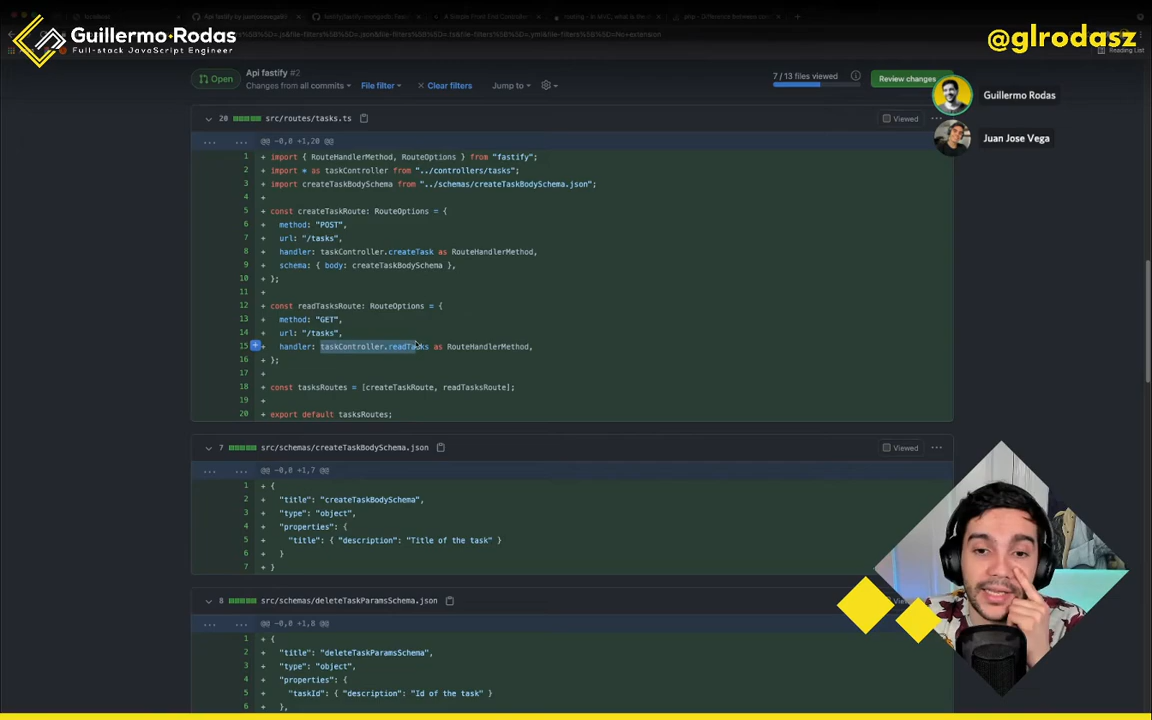 Guillermo·Rodas
Full-stack JavaScript Engineer
@glrodasz
Reading List
Open
Api fastify #2
Changes from all commits
File filter
Clear filters
Jump to
7 / 13 files viewed
Review changes
Guillermo Rodas
Juan Jose Vega
20 src/routes/tasks.ts
Viewed
... ... @@ -0,0 +1,20 @@
1 + import { RouteHandlerMethod, RouteOptions } from "fastify";
2 + import * as taskController from "../controllers/tasks";
3 + import createTaskBodySchema from "../schemas/createTaskBodySchema.json";
4 +
5 + const createTaskRoute: RouteOptions = {
6 + method: "POST",
7 + url: "/tasks",
8 + handler: taskController.createTask as RouteHandlerMethod,
9 + schema: { body: createTaskBodySchema },
10 + };
11 +
12 + const readTasksRoute: RouteOptions = {
13 + method: "GET",
14 + url: "/tasks",
15 + handler: taskController.readTasks as RouteHandlerMethod,
16 + };
17 +
18 + const tasksRoutes = [createTaskRoute, readTasksRoute];
19 +
20 + export default tasksRoutes;
7 src/schemas/createTaskBodySchema.json
Viewed
... ... @@ -0,0 +1,7 @@
1 + {
2 + "title": "createTaskBodySchema",
3 + "type": "object",
4 + "properties": {
5 + "title": { "description": "Title of the task" }
6 + }
7 + }
8 src/schemas/deleteTaskParamsSchema.json
... ... @@ -0,0 +1,8 @@
1 + {
2 + "title": "deleteTaskParamsSchema",
3 + "type": "object",
4 + "properties": {
5 + "taskId": { "description": "Id of the task" }
6 + },